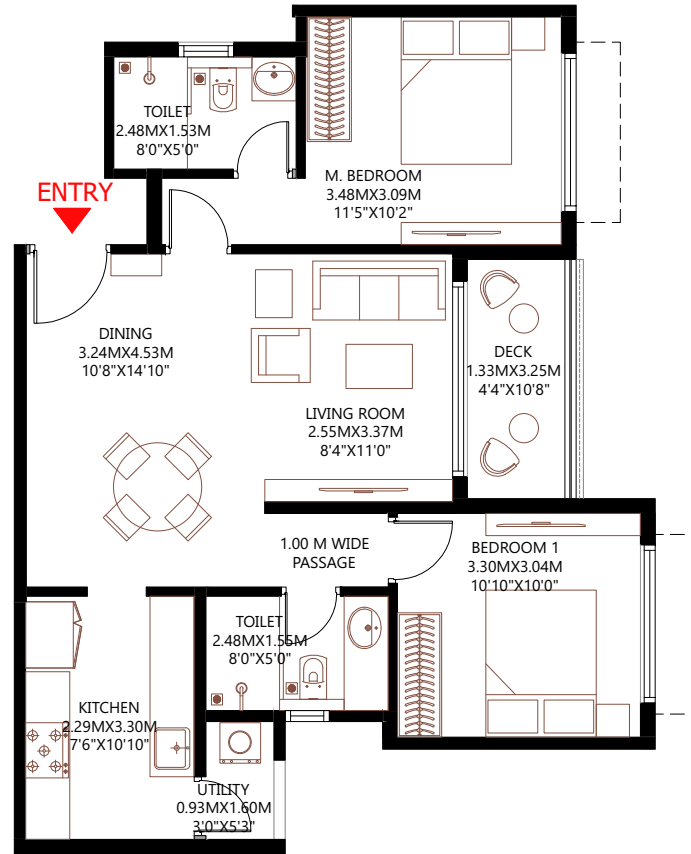 TOILET
2.48MX1.53M
8'0"X5'0"
M. BEDROOM
3.48MX3.09M
11'5"X10'2"
ENTRY
DINING
3.24MX4.53M
10'8"X14'10"
DECK
1.33MX3.25M
4'4"X10'8"
LIVING ROOM
2.55MX3.37M
8'4"X11'0"
1.00 M WIDE
PASSAGE
BEDROOM 1
3.30MX3.04M
10'10"X10'0"
TOILET
2.48MX1.55M
8'0"X5'0"
KITCHEN
2.29MX3.30M
7'6"X10'10"
UTILITY
0.93MX1.60M
3'0"X5'3"